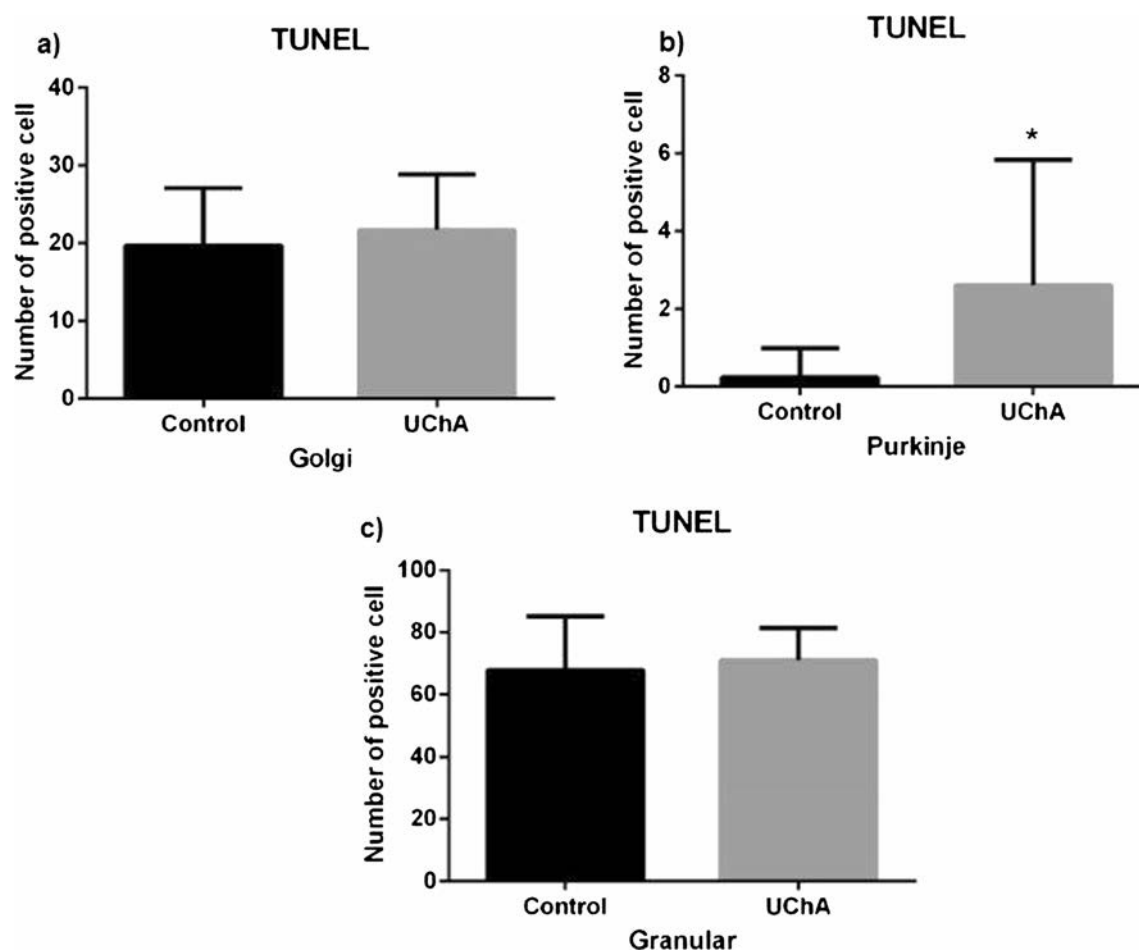 a)
TUNEL
Number of positive cell
40
30
20
10
0
Control UChA
Golgi
b)
TUNEL
Number of positive cell
8
6
4
2
0
*
Control UChA
Purkinje
c)
TUNEL
Number of positive cell
100
80
60
40
20
0
Control UChA
Granular